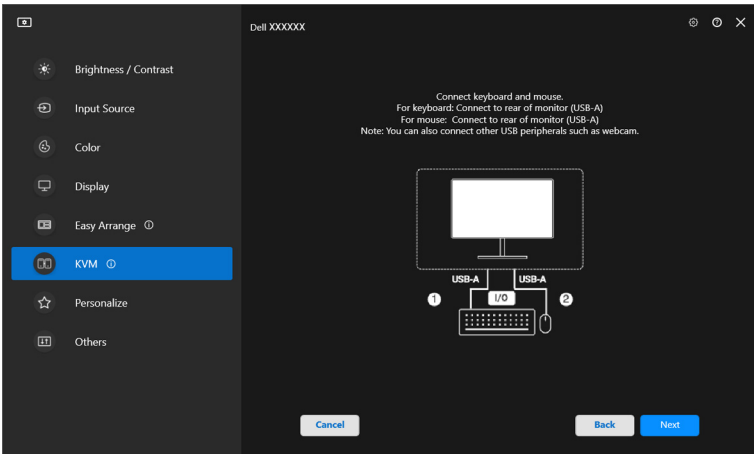 Dell XXXXXX
Brightness / Contrast
Input Source
Color
Display
Easy Arrange
KVM
Personalize
Others
Connect keyboard and mouse.
For keyboard: Connect to rear of monitor (USB-A)
For mouse: Connect to rear of monitor (USB-A)
Note: You can also connect other USB peripherals such as webcam.
USB-A USB-A
1 I/O 2
Cancel Back Next